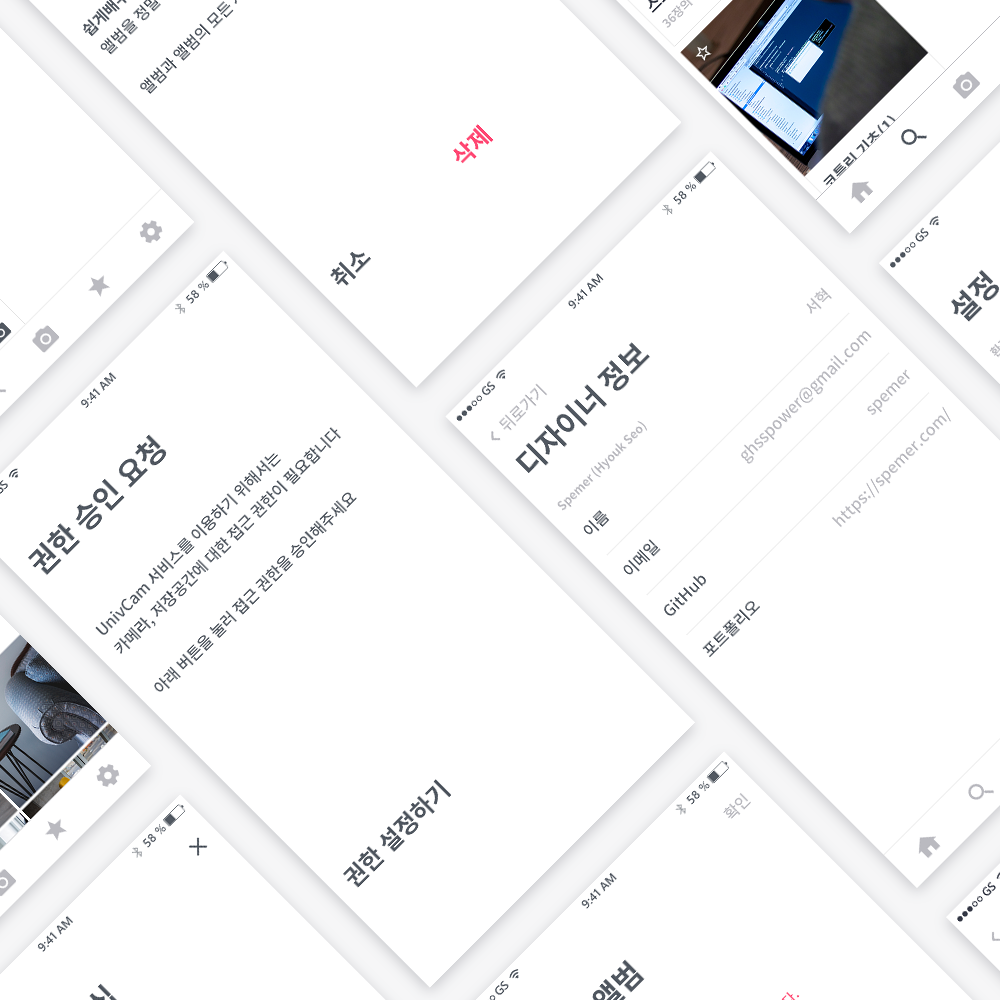 쉽게배우
앨범을 정말
앨범과 앨범의 모든
삭제
취소
36장의
코트리 기초(1)
GS
설정
58 %
9:41 AM
권한 승인 요청
UnivCam 서비스를 이용하기 위해서는
카메라, 저장공간에 대한 접근 권한이 필요합니다
아래 버튼을 눌러 접근 권한을 승인해주세요
권한 설정하기
GS
9:41 AM
58 %
뒤로가기
디자이너 정보
Spemer (Hyouk Seo)
이름
서혁
이메일
ghsspower@gmail.com
GitHub
spemer
포트폴리오
https://spemer.com/
9:41 AM
58 %
GS
9:41 AM
58 %
확인
앨범
다.
GS